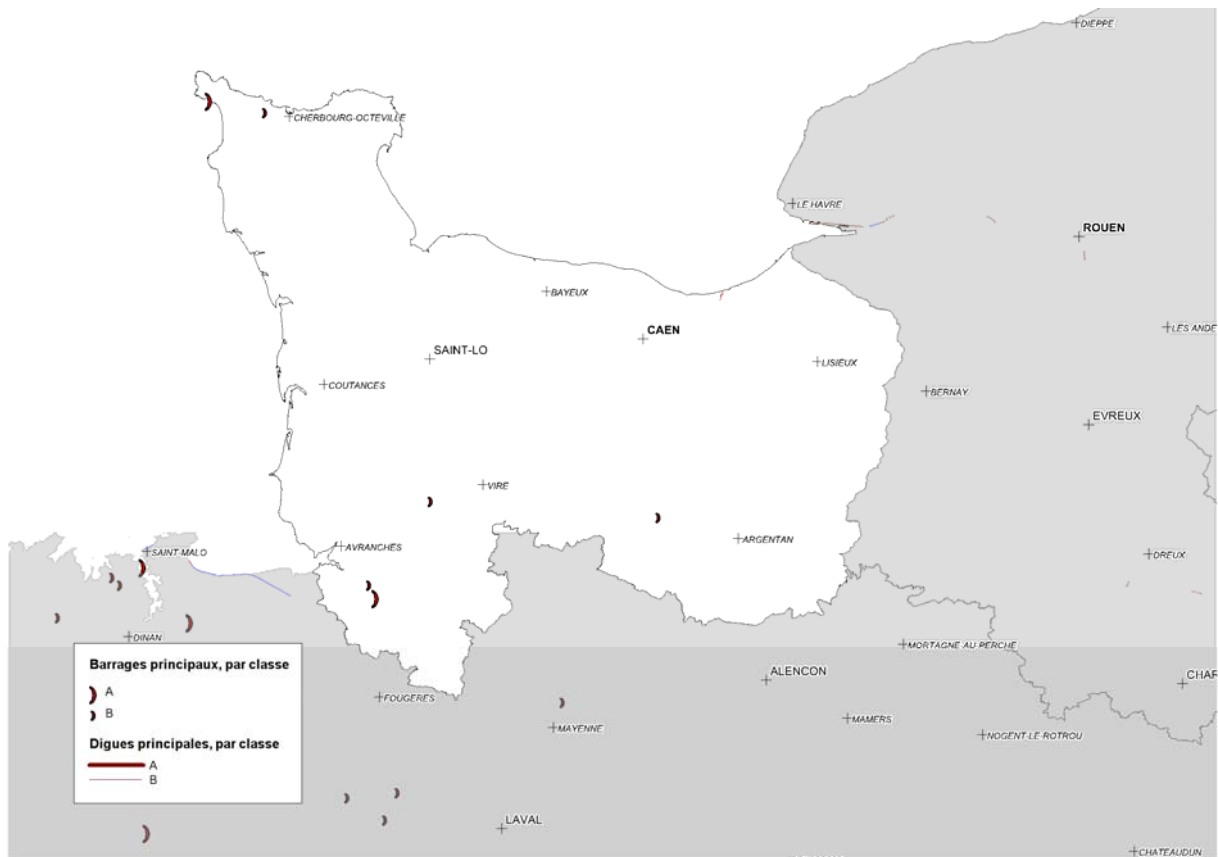 DIEPPE
CHERBOURG-OCTEVILLE
LE HAVRE
ROUEN
BAYEUX
LES ANDE
CAEN
SAINT-LO
LISIEUX
COUTANCES
BERNAY
EVREUX
VIRE
ARGENTAN
AVRANCHES
SAINT-MALO
DREUX
DINAN
MORTAGNE-AU-PERCHE
Barrages principaux, par classe
A
B
Digues principales, par classe
A
B
ALENCON
CHAR
FOUGERES
MAMERS
MAYENNE
NOGENT-LE-ROTROU
LAVAL
CHATEAUDUN